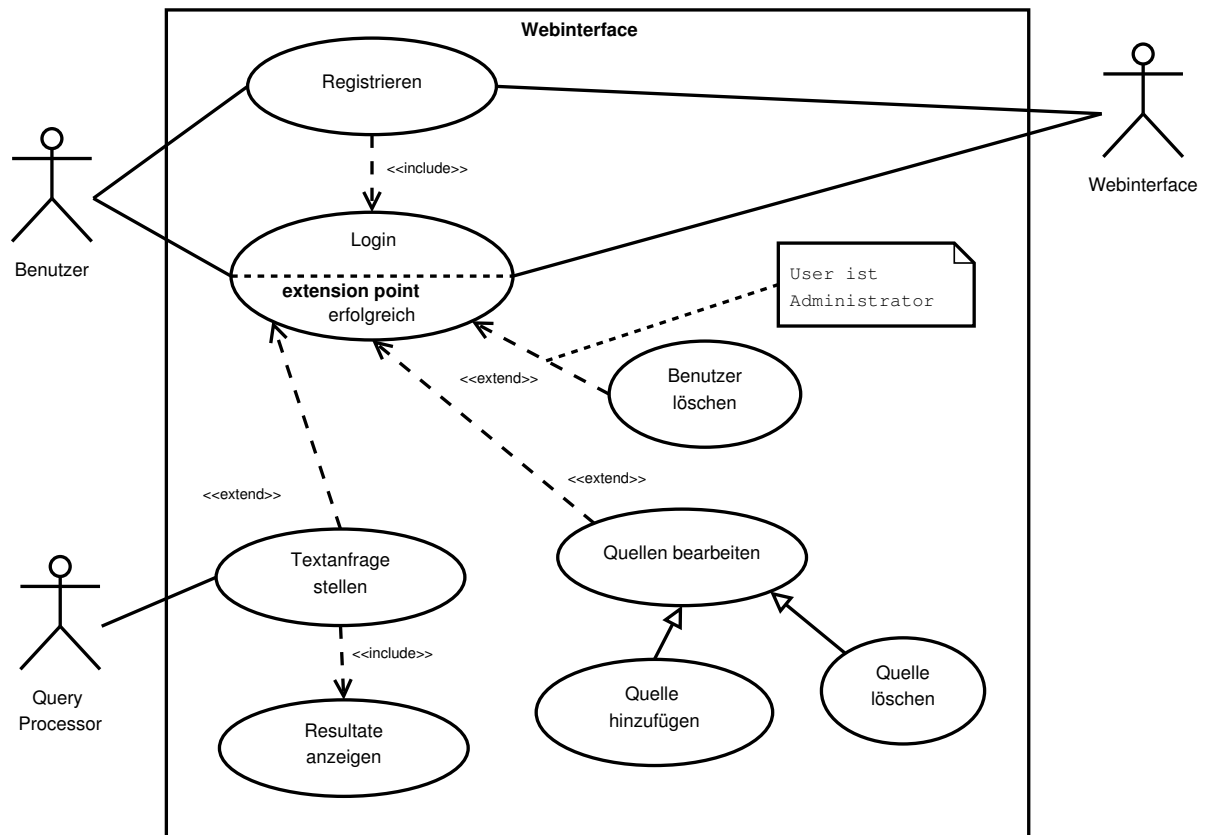 Webinterface
Registrieren
<<include>>
Webinterface
Benutzer
Login
extension point
erfolgreich
User ist
Administrator
<<extend>>
Benutzer
löschen
<<extend>>
<<extend>>
Textanfrage
stellen
Quellen bearbeiten
<<include>>
Query
Processor
Resultate
anzeigen
Quelle
hinzufügen
Quelle
löschen